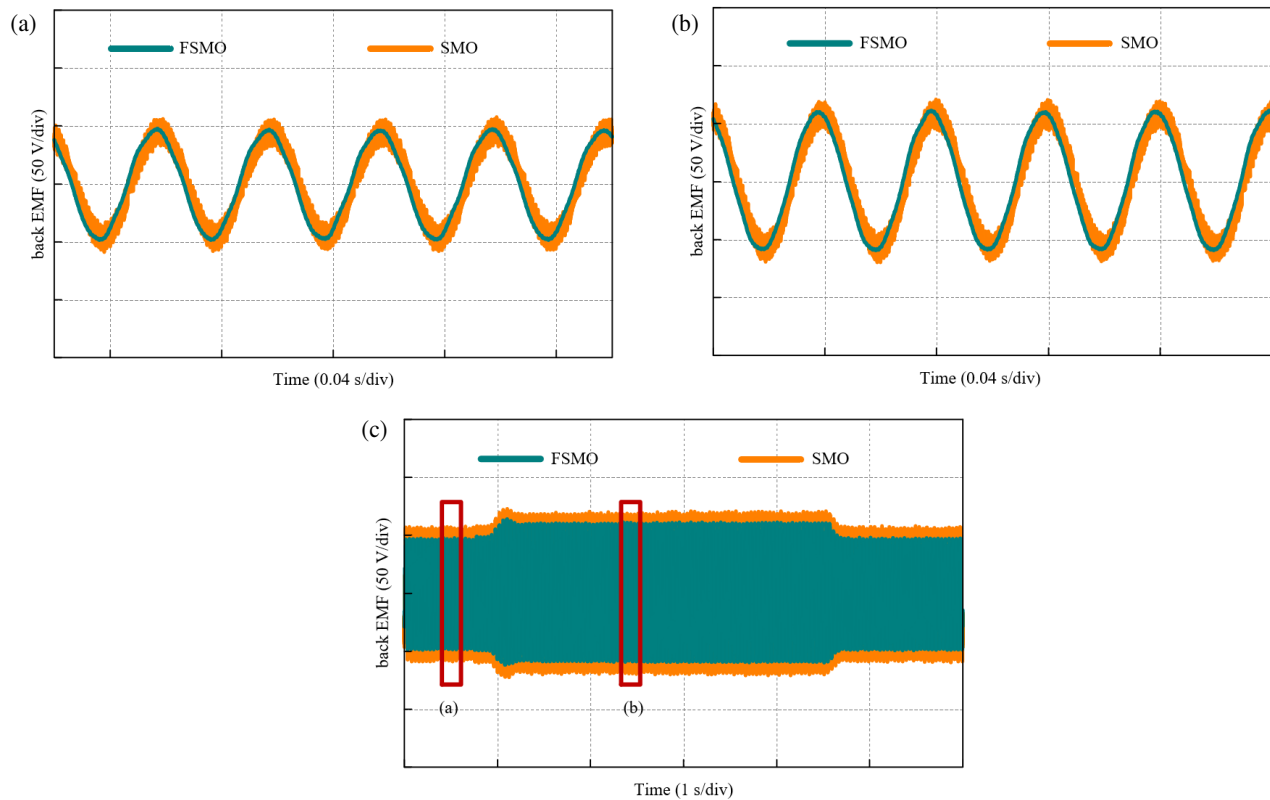 (a)
FSMO
SMO
back EMF (50 V/div)
Time (0.04 s/div)
(b)
FSMO
SMO
back EMF (50 V/div)
Time (0.04 s/div)
(c)
FSMO
SMO
back EMF (50 V/div)
(a)
(b)
Time (1 s/div)